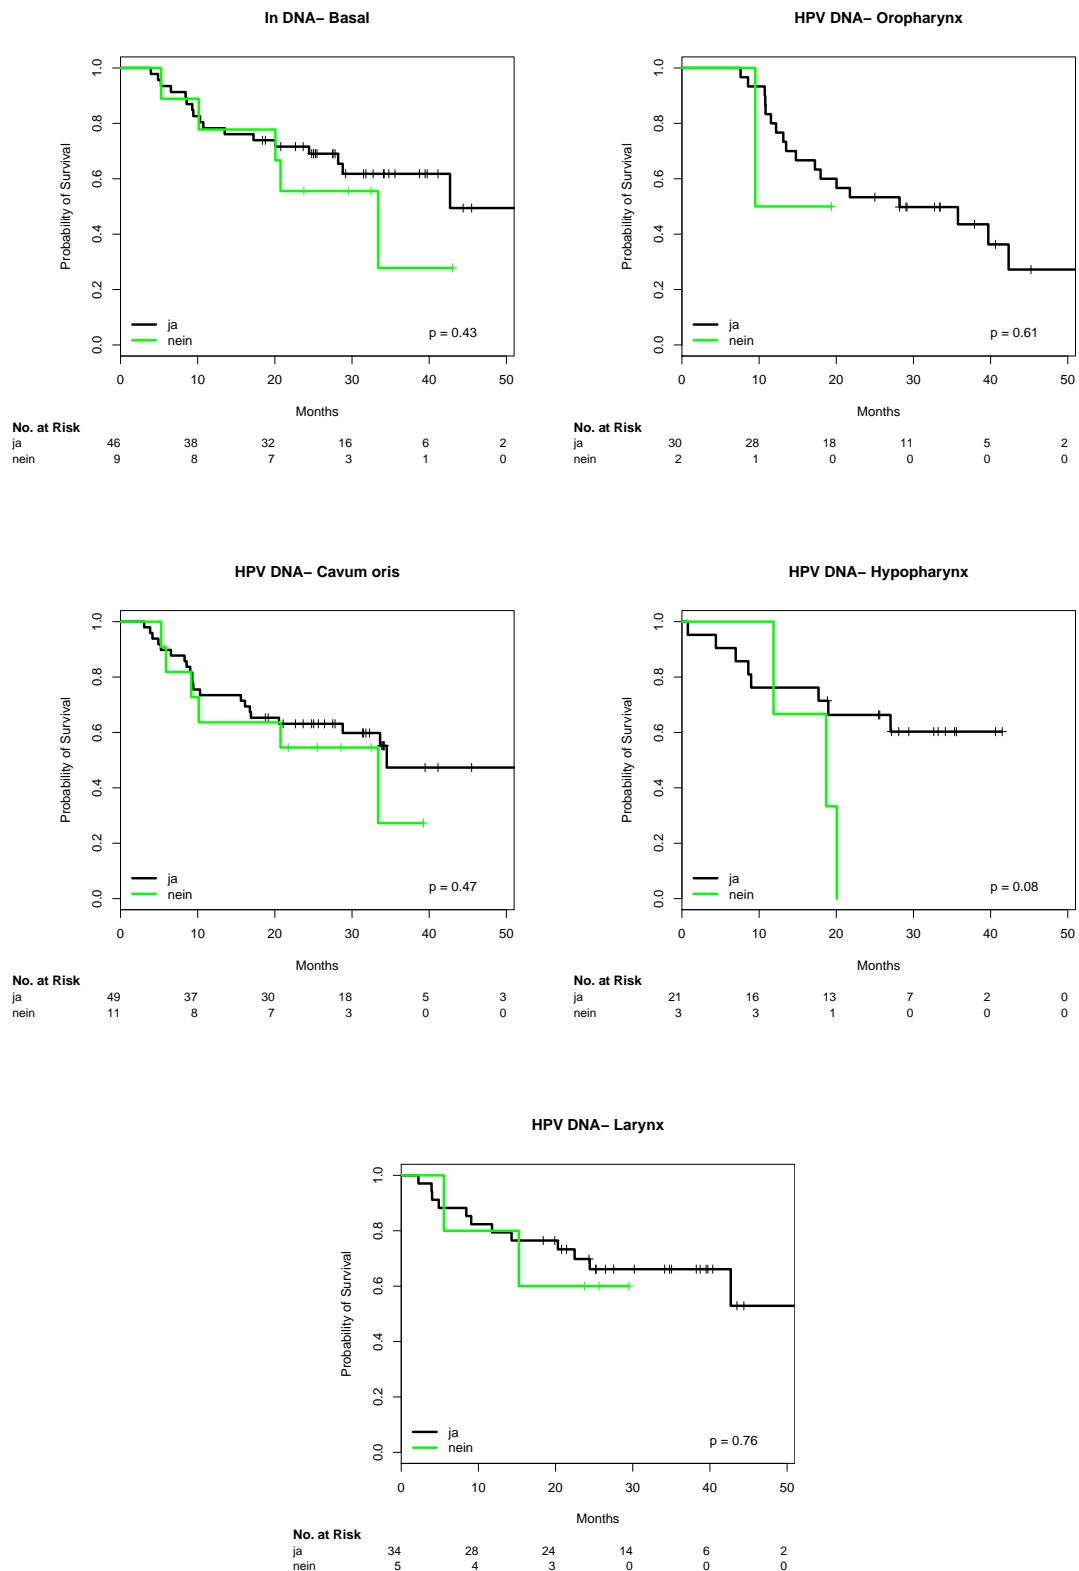 In DNA− Basal
Probability of Survival
1.0
0.8
0.6
0.4
0.2
0.0
ja
nein
p = 0.43
0 10 20 30 40 50
Months
No. at Risk
ja 46 38 32 16 6 2
nein 9 8 7 3 1 0
HPV DNA− Oropharynx
Probability of Survival
1.0
0.8
0.6
0.4
0.2
0.0
ja
nein
p = 0.61
0 10 20 30 40 50
Months
No. at Risk
ja 30 28 18 11 5 2
nein 2 1 0 0 0 0
HPV DNA− Cavum oris
Probability of Survival
1.0
0.8
0.6
0.4
0.2
0.0
ja
nein
p = 0.47
0 10 20 30 40 50
Months
No. at Risk
ja 49 37 30 18 5 3
nein 11 8 7 3 0 0
HPV DNA− Hypopharynx
Probability of Survival
1.0
0.8
0.6
0.4
0.2
0.0
ja
nein
p = 0.08
0 10 20 30 40 50
Months
No. at Risk
ja 21 16 13 7 2 0
nein 3 3 1 0 0 0
HPV DNA− Larynx
Probability of Survival
1.0
0.8
0.6
0.4
0.2
0.0
ja
nein
p = 0.76
0 10 20 30 40 50
Months
No. at Risk
ja 34 28 24 14 6 2
nein 5 4 3 0 0 0